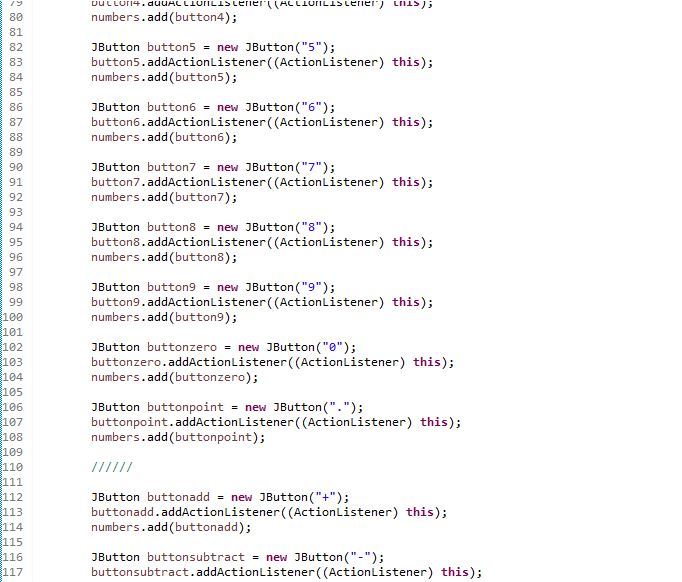 79 button4.addActionListener((ActionListener) this);
80 numbers.add(button4);
81
82 JButton button5 = new JButton("5");
83 button5.addActionListener((ActionListener) this);
84 numbers.add(button5);
85
86 JButton button6 = new JButton("6");
87 button6.addActionListener((ActionListener) this);
88 numbers.add(button6);
89
90 JButton button7 = new JButton("7");
91 button7.addActionListener((ActionListener) this);
92 numbers.add(button7);
93
94 JButton button8 = new JButton("8");
95 button8.addActionListener((ActionListener) this);
96 numbers.add(button8);
97
98 JButton button9 = new JButton("9");
99 button9.addActionListener((ActionListener) this);
100 numbers.add(button9);
101
102 JButton buttonzero = new JButton("0");
103 buttonzero.addActionListener((ActionListener) this);
104 numbers.add(buttonzero);
105
106 JButton buttonpoint = new JButton(".");
107 buttonpoint.addActionListener((ActionListener) this);
108 numbers.add(buttonpoint);
109
110 //////
111
112 JButton buttonadd = new JButton("+");
113 buttonadd.addActionListener((ActionListener) this);
114 numbers.add(buttonadd);
115
116 JButton buttonsubtract = new JButton("-");
117 buttonsubtract.addActionListener((ActionListener) this);